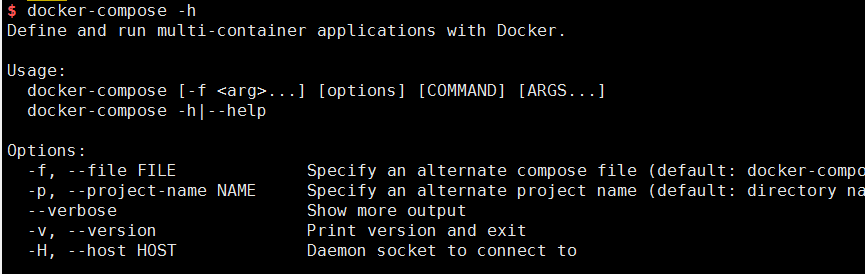 $ docker-compose -h
Define and run multi-container applications with Docker.
Usage:
docker-compose [-f <arg>...] [options] [COMMAND] [ARGS...]
docker-compose -h|--help
Options:
-f, --file FILE Specify an alternate compose file (default: docker-compo
-p, --project-name NAME Specify an alternate project name (default: directory na
--verbose Show more output
-v, --version Print version and exit
-H, --host HOST Daemon socket to connect to